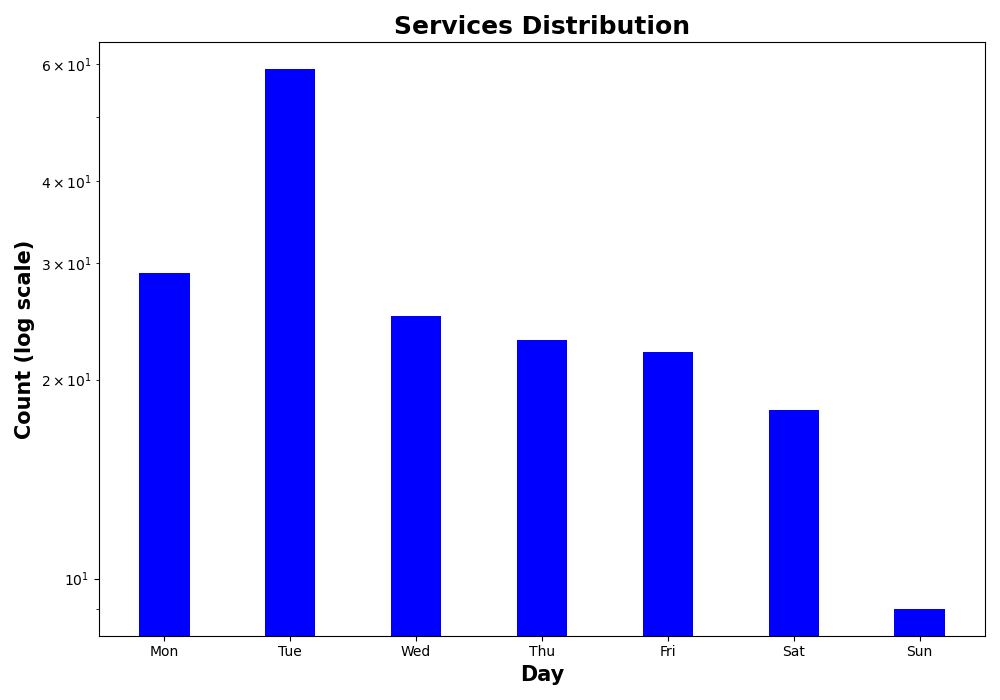 Services Distribution
Count (log scale)
6 × 10¹
4 × 10¹
3 × 10¹
2 × 10¹
10¹
Mon Tue Wed Thu Fri Sat Sun
Day